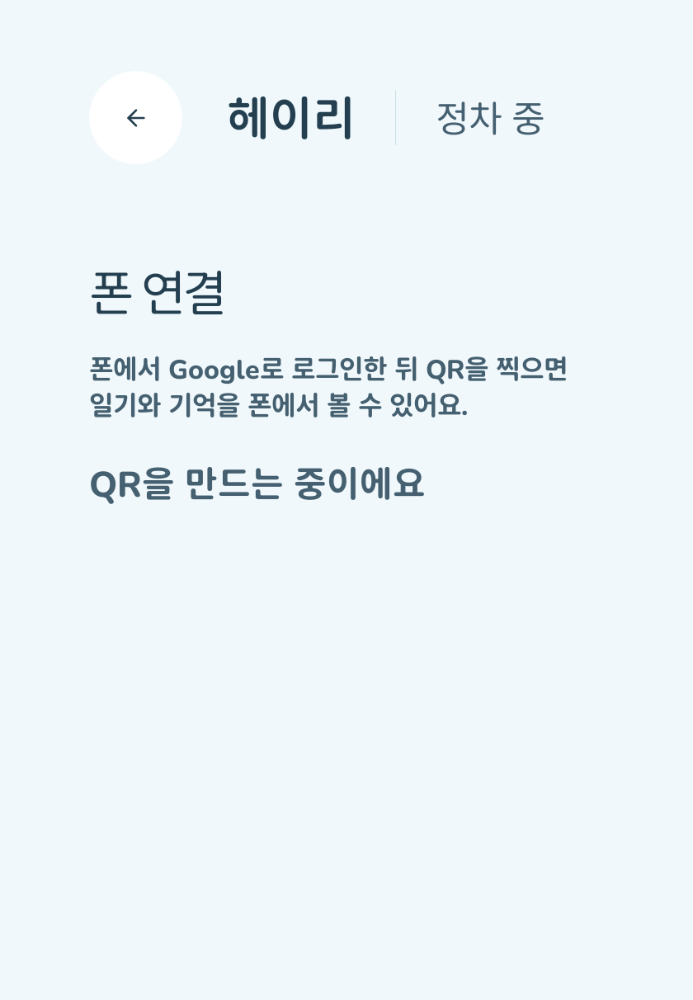 헤이리
정차 중
폰 연결
폰에서 Google로 로그인한 뒤 QR을 찍으면
일기와 기억을 폰에서 볼 수 있어요.
QR을 만드는 중이에요